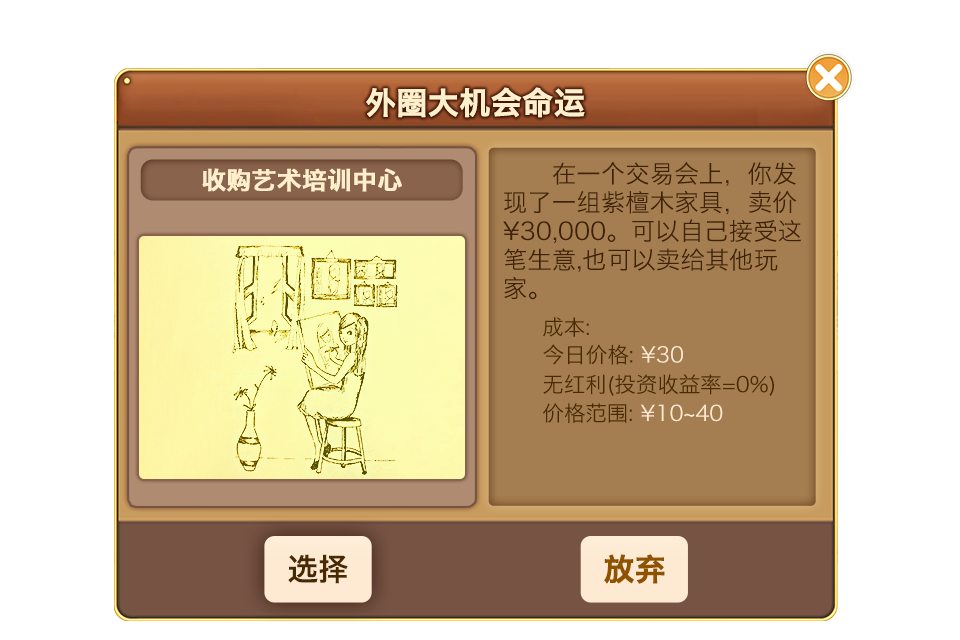 外圈大机会命运
收购艺术培训中心
在一个交易会上，你发
现了一组紫檀木家具，卖价
¥30,000。可以自己接受这
笔生意,也可以卖给其他玩
家。
成本:
今日价格: ¥30
无红利(投资收益率=0%)
价格范围: ¥10~40
选择
放弃